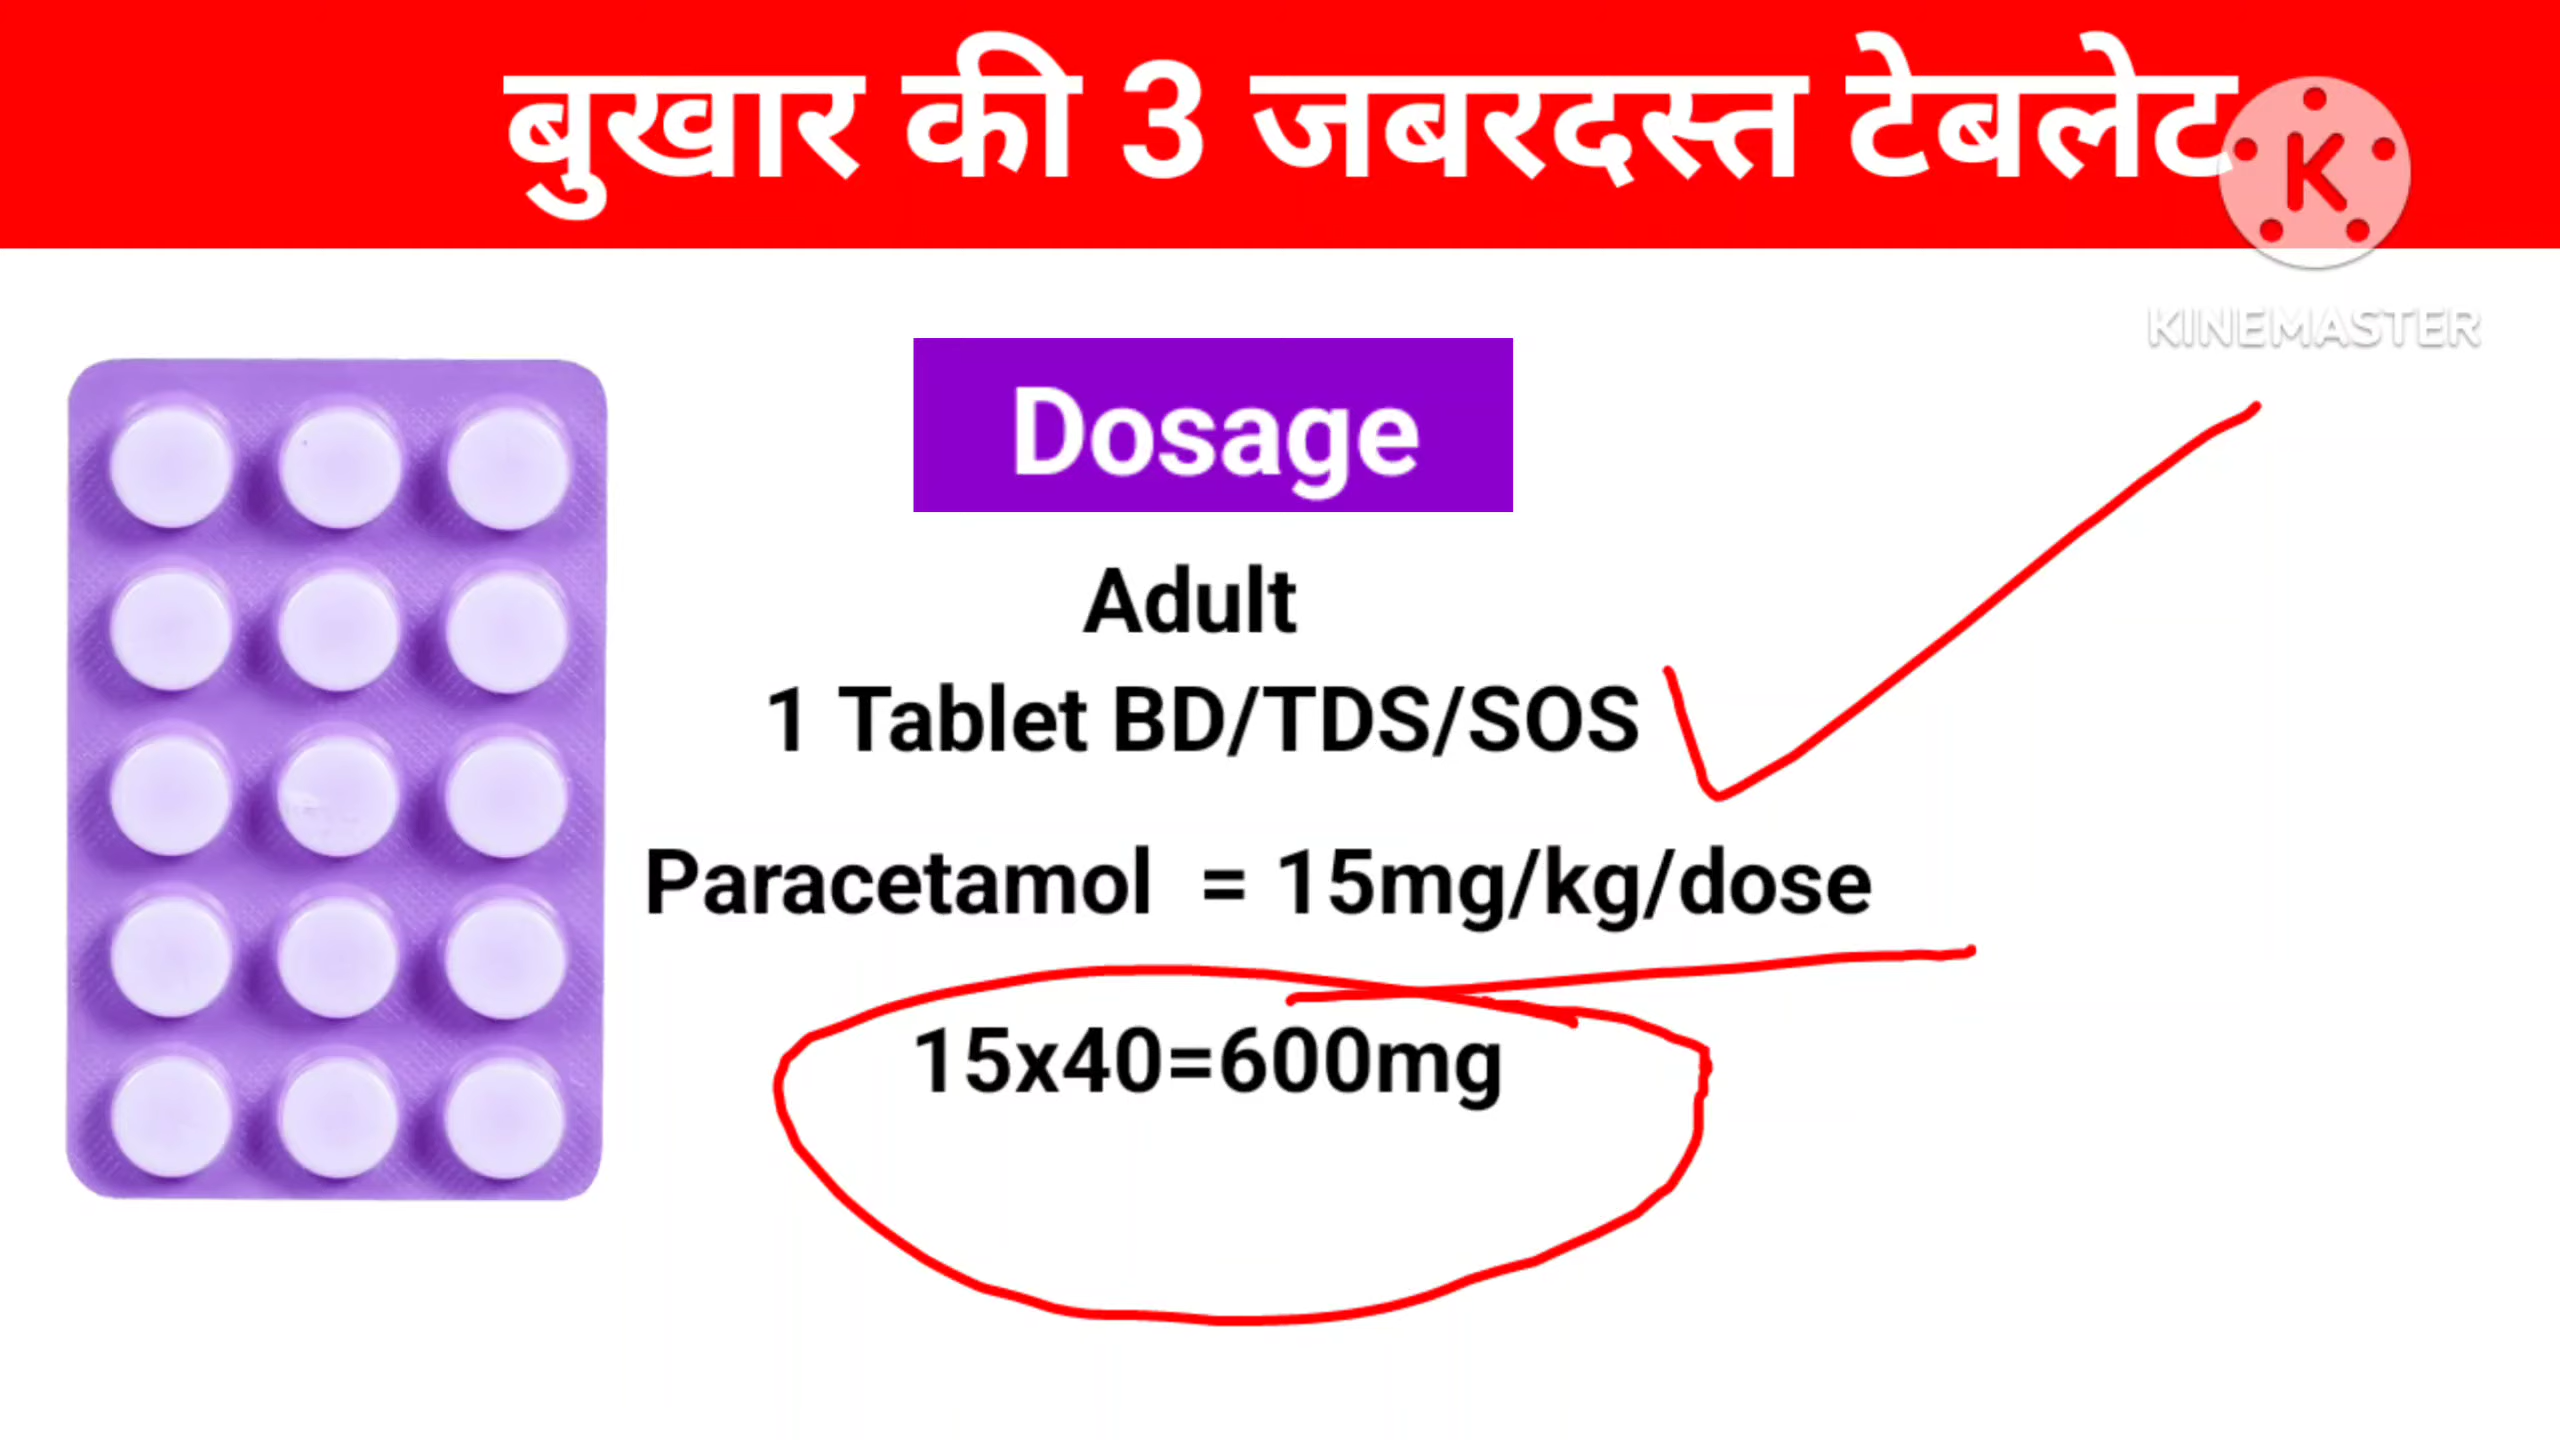 बुखार की 3 जबरदस्त टेबलेट
K
KINEMASTER
Dosage
Adult
1 Tablet BD/TDS/SOS
Paracetamol = 15mg/kg/dose
15x40=600mg